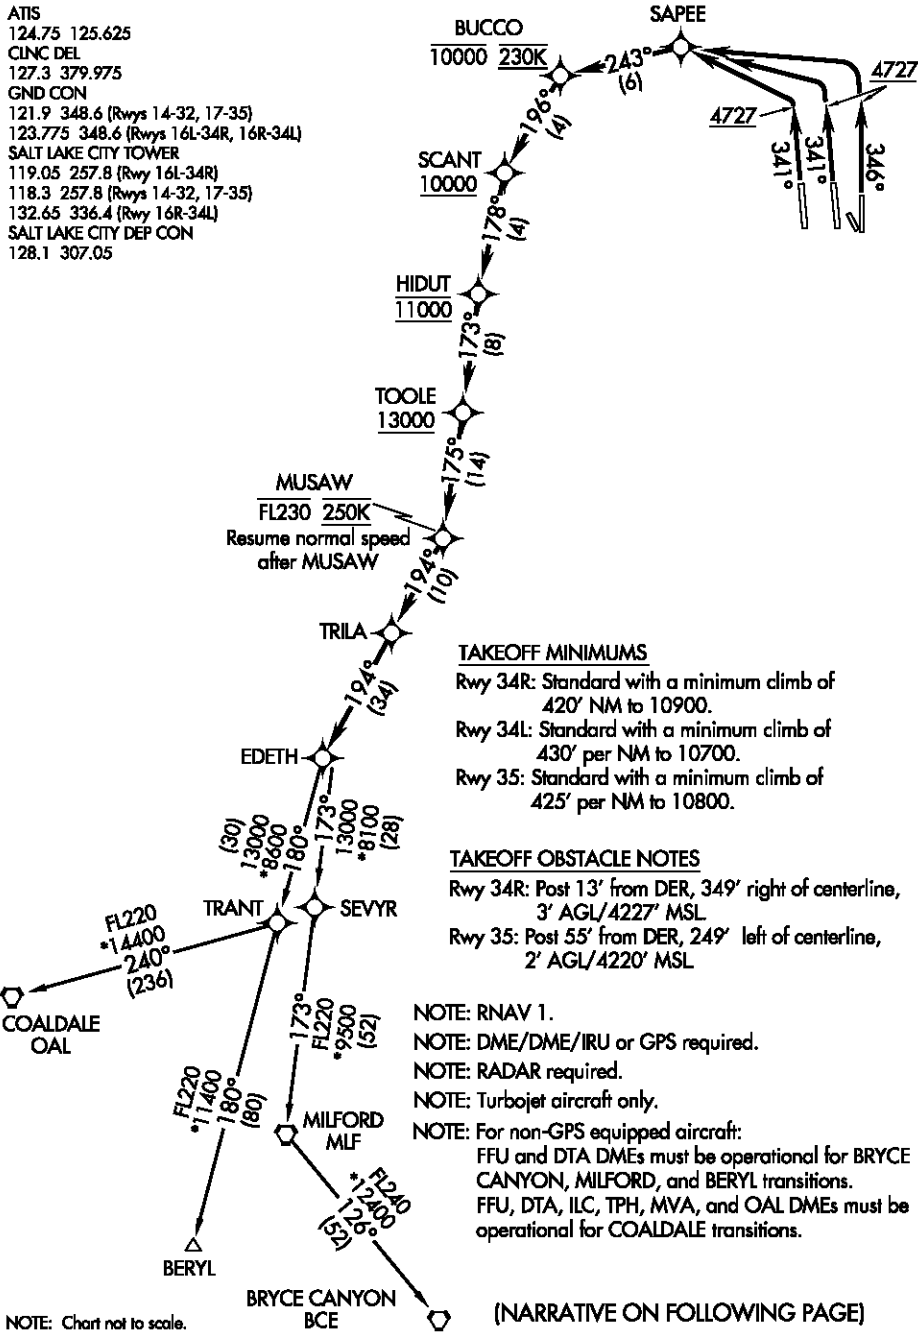 ATIS
124.75 125.625
CLNC DEL
127.3 379.975
GND CON
121.9 348.6 (Rwys 14-32, 17-35)
123.775 348.6 (Rwys 16L-34R, 16R-34L)
SALT LAKE CITY TOWER
119.05 257.8 (Rwy 16L-34R)
118.3 257.8 (Rwys 14-32, 17-35)
132.65 336.4 (Rwy 16R-34L)
SALT LAKE CITY DEP CON
128.1 307.05
SAPEE
BUCCO
10000 230K
243°
(6)
4727
4727
341°
341°
346°
196°
(4)
SCANT
10000
178°
(4)
HIDUT
11000
173°
(8)
TOOLE
13000
175°
(14)
MUSAW
FL230 250K
Resume normal speed
after MUSAW
194°
(10)
TRILA
194°
(34)
EDETH
(30)
13000
*8600
180°
173°
13000
*8100
(28)
TRANT
SEVYR
FL220
*14400
240°
(236)
COALDALE
OAL
FL220
*11400
180°
(80)
173°
FL220
*9500
(52)
MILFORD
MLF
FL240
*12400
126°
(52)
BERYL
BRYCE CANYON
BCE
TAKEOFF MINIMUMS
Rwy 34R: Standard with a minimum climb of
420' NM to 10900.
Rwy 34L: Standard with a minimum climb of
430' per NM to 10700.
Rwy 35: Standard with a minimum climb of
425' per NM to 10800.
TAKEOFF OBSTACLE NOTES
Rwy 34R: Post 13' from DER, 349' right of centerline,
3' AGL/4227' MSL
Rwy 35: Post 55' from DER, 249' left of centerline,
2' AGL/4220' MSL
NOTE: RNAV 1.
NOTE: DME/DME/IRU or GPS required.
NOTE: RADAR required.
NOTE: Turbojet aircraft only.
NOTE: For non-GPS equipped aircraft:
FFU and DTA DMEs must be operational for BRYCE
CANYON, MILFORD, and BERYL transitions.
FFU, DTA, ILC, TPH, MVA, and OAL DMEs must be
operational for COALDALE transitions.
NOTE: Chart not to scale.
(NARRATIVE ON FOLLOWING PAGE)